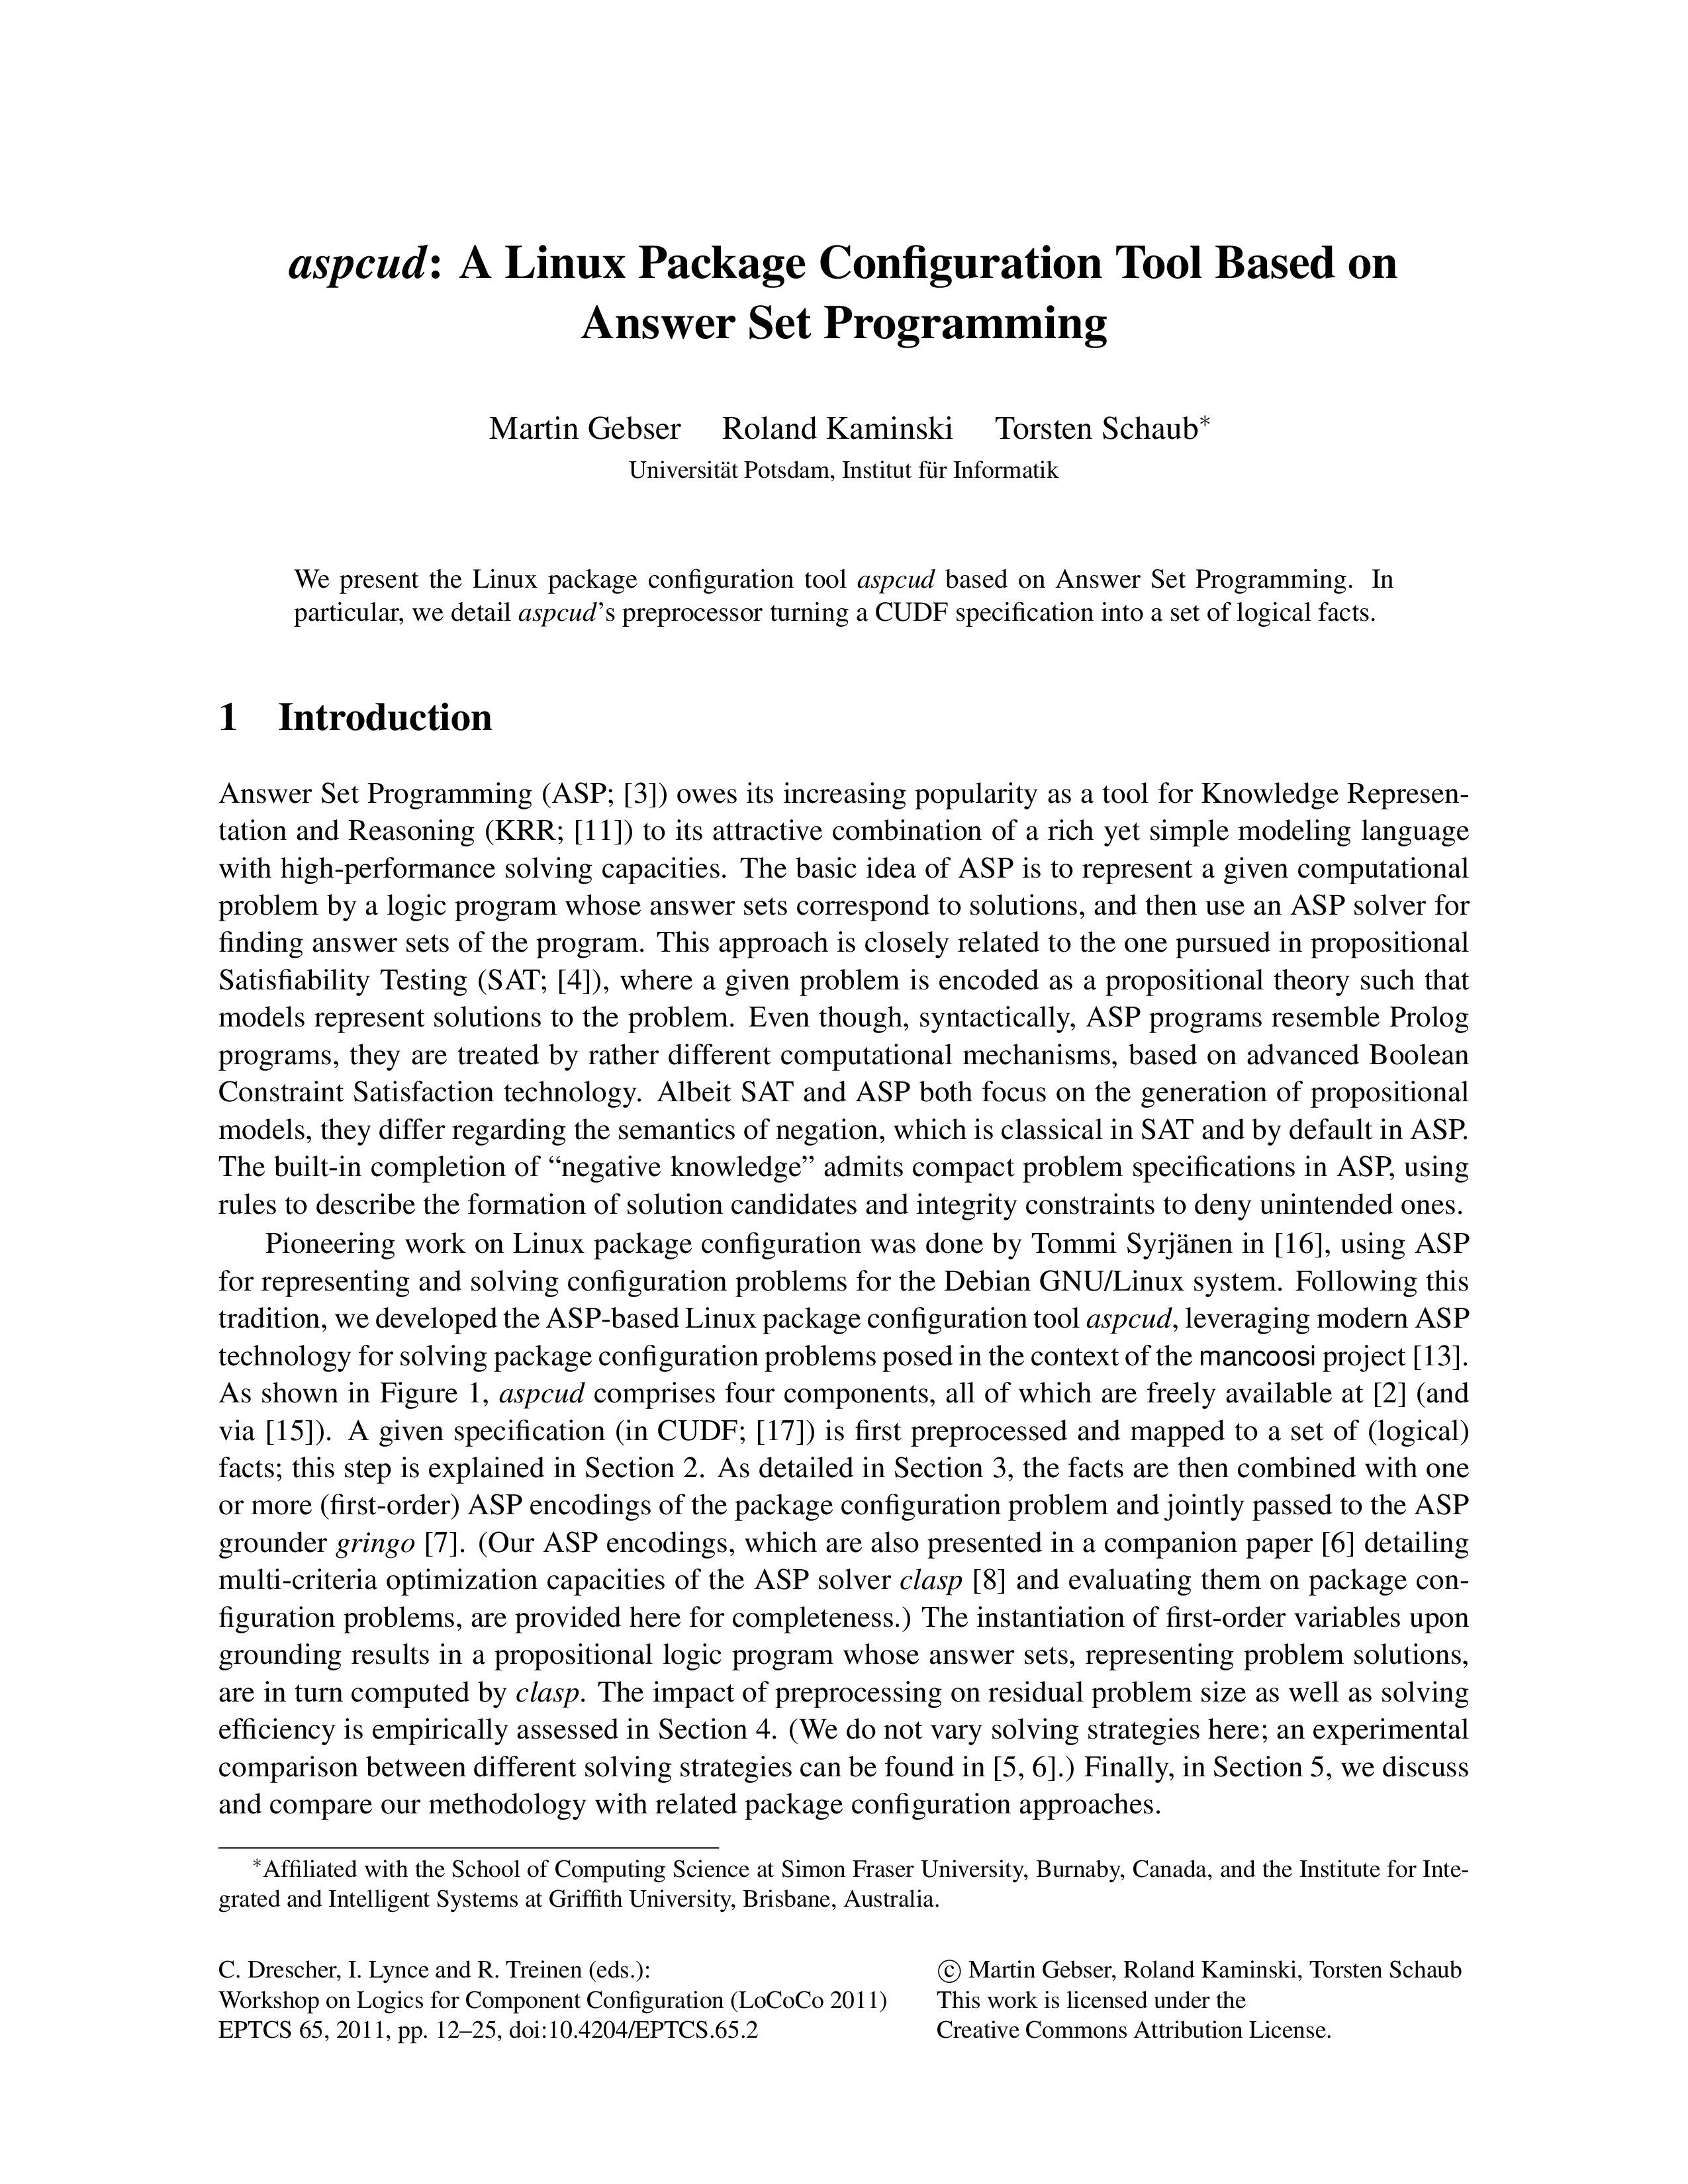 aspcud: A Linux Package Configuration Tool Based on
Answer Set Programming
Martin Gebser Roland Kaminski Torsten Schaub*
Universität Potsdam, Institut für Informatik
We present the Linux package configuration tool aspcud based on Answer Set Programming. In
particular, we detail aspcud's preprocessor turning a CUDF specification into a set of logical facts.
1 Introduction
Answer Set Programming (ASP; [3]) owes its increasing popularity as a tool for Knowledge Represen-
tation and Reasoning (KRR; [11]) to its attractive combination of a rich yet simple modeling language
with high-performance solving capacities. The basic idea of ASP is to represent a given computational
problem by a logic program whose answer sets correspond to solutions, and then use an ASP solver for
finding answer sets of the program. This approach is closely related to the one pursued in propositional
Satisfiability Testing (SAT; [4]), where a given problem is encoded as a propositional theory such that
models represent solutions to the problem. Even though, syntactically, ASP programs resemble Prolog
programs, they are treated by rather different computational mechanisms, based on advanced Boolean
Constraint Satisfaction technology. Albeit SAT and ASP both focus on the generation of propositional
models, they differ regarding the semantics of negation, which is classical in SAT and by default in ASP.
The built-in completion of “negative knowledge” admits compact problem specifications in ASP, using
rules to describe the formation of solution candidates and integrity constraints to deny unintended ones.
Pioneering work on Linux package configuration was done by Tommi Syrjänen in [16], using ASP
for representing and solving configuration problems for the Debian GNU/Linux system. Following this
tradition, we developed the ASP-based Linux package configuration tool aspcud, leveraging modern ASP
technology for solving package configuration problems posed in the context of the mancoosi project [13].
As shown in Figure 1, aspcud comprises four components, all of which are freely available at [2] (and
via [15]). A given specification (in CUDF; [17]) is first preprocessed and mapped to a set of (logical)
facts; this step is explained in Section 2. As detailed in Section 3, the facts are then combined with one
or more (first-order) ASP encodings of the package configuration problem and jointly passed to the ASP
grounder gringo [7]. (Our ASP encodings, which are also presented in a companion paper [6] detailing
multi-criteria optimization capacities of the ASP solver clasp [8] and evaluating them on package con-
figuration problems, are provided here for completeness.) The instantiation of first-order variables upon
grounding results in a propositional logic program whose answer sets, representing problem solutions,
are in turn computed by clasp. The impact of preprocessing on residual problem size as well as solving
efficiency is empirically assessed in Section 4. (We do not vary solving strategies here; an experimental
comparison between different solving strategies can be found in [5, 6].) Finally, in Section 5, we discuss
and compare our methodology with related package configuration approaches.
*Affiliated with the School of Computing Science at Simon Fraser University, Burnaby, Canada, and the Institute for Inte-
grated and Intelligent Systems at Griffith University, Brisbane, Australia.
C. Drescher, I. Lynce and R. Treinen (eds.):
Workshop on Logics for Component Configuration (LoCoCo 2011)
EPTCS 65, 2011, pp. 12–25, doi:10.4204/EPTCS.65.2
© Martin Gebser, Roland Kaminski, Torsten Schaub
This work is licensed under the
Creative Commons Attribution License.